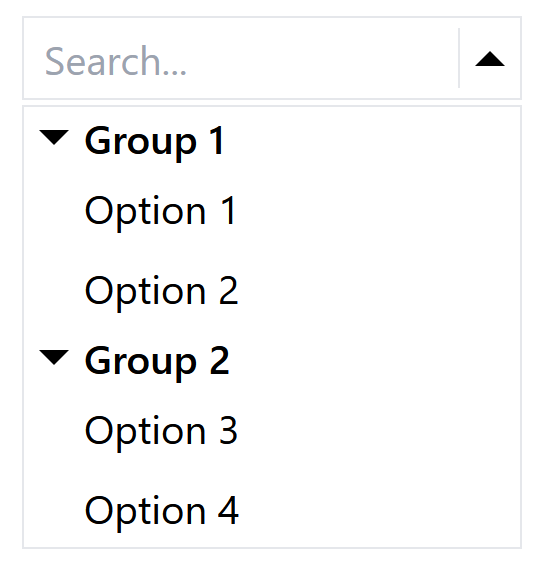 Search...
Group 1
Option 1
Option 2
Group 2
Option 3
Option 4